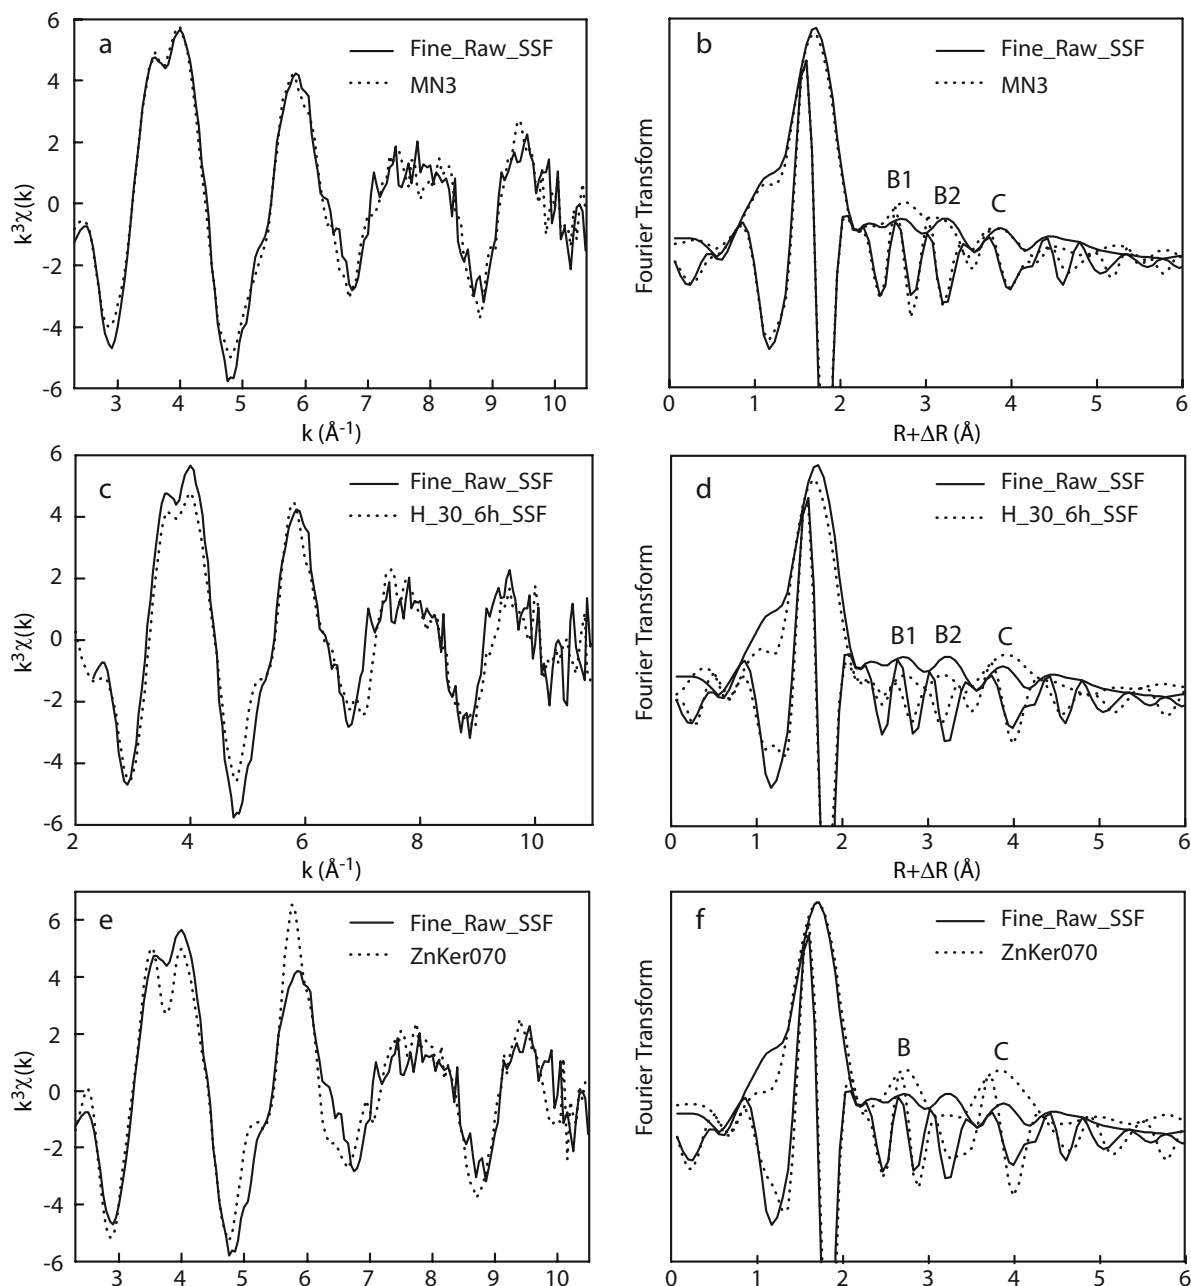 a
Fine_Raw_SSF
MN3
6
4
2
0
-2
-4
-6
k³χ(k)
3 4 5 6 7 8 9 10
k (Å⁻¹)
b
Fine_Raw_SSF
MN3
B1 B2 C
Fourier Transform
0 1 2 3 4 5 6
R+ΔR (Å)
c
Fine_Raw_SSF
H_30_6h_SSF
6
4
2
0
-2
-4
-6
k³χ(k)
2 4 6 8 10
k (Å⁻¹)
d
Fine_Raw_SSF
H_30_6h_SSF
B1 B2 C
Fourier Transform
0 1 2 3 4 5 6
R+ΔR (Å)
e
Fine_Raw_SSF
ZnKer070
6
4
2
0
-2
-4
-6
k³χ(k)
3 4 5 6 7 8 9 10
f
Fine_Raw_SSF
ZnKer070
B C
Fourier Transform
0 1 2 3 4 5 6